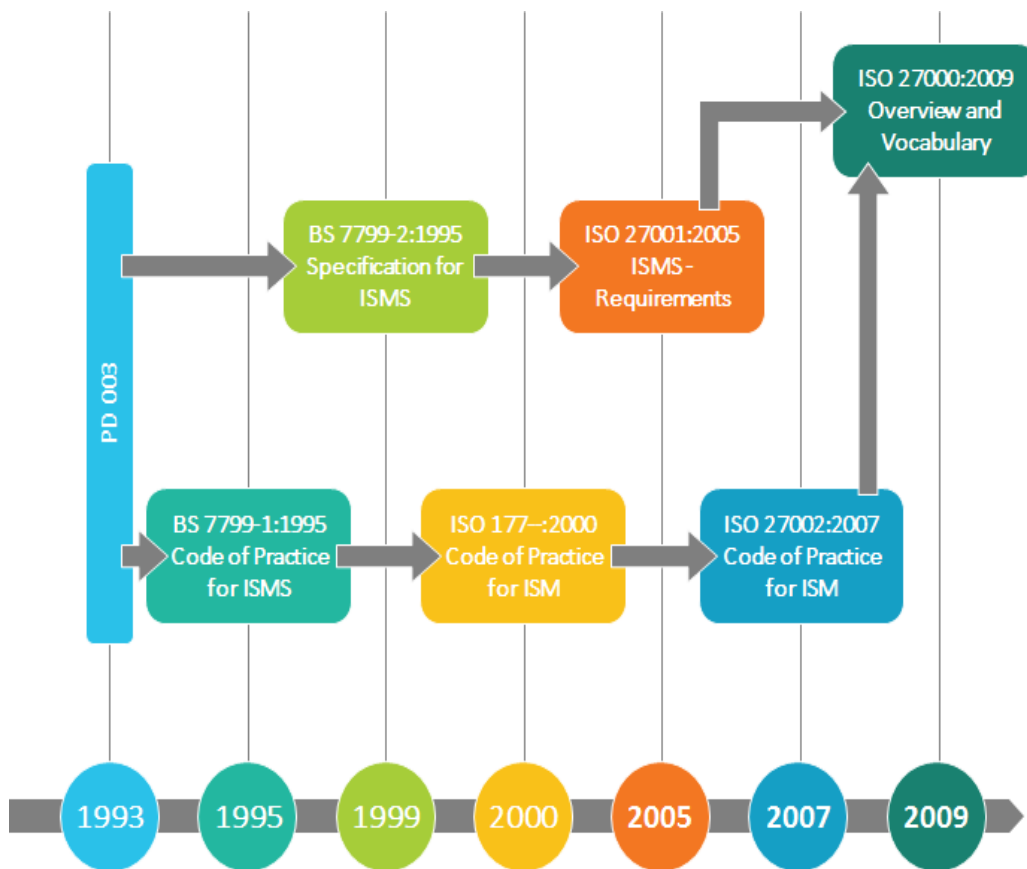 ISO 27000:2009
Overview and
Vocabulary
BS 7799-2:1995
Specification for
ISMS
ISO 27001:2005
ISMS -
Requirements
PD 003
BS 7799-1:1995
Code of Practice
for ISMS
ISO 177--:2000
Code of Practice
for ISM
ISO 27002:2007
Code of Practice
for ISM
1993
1995
1999
2000
2005
2007
2009